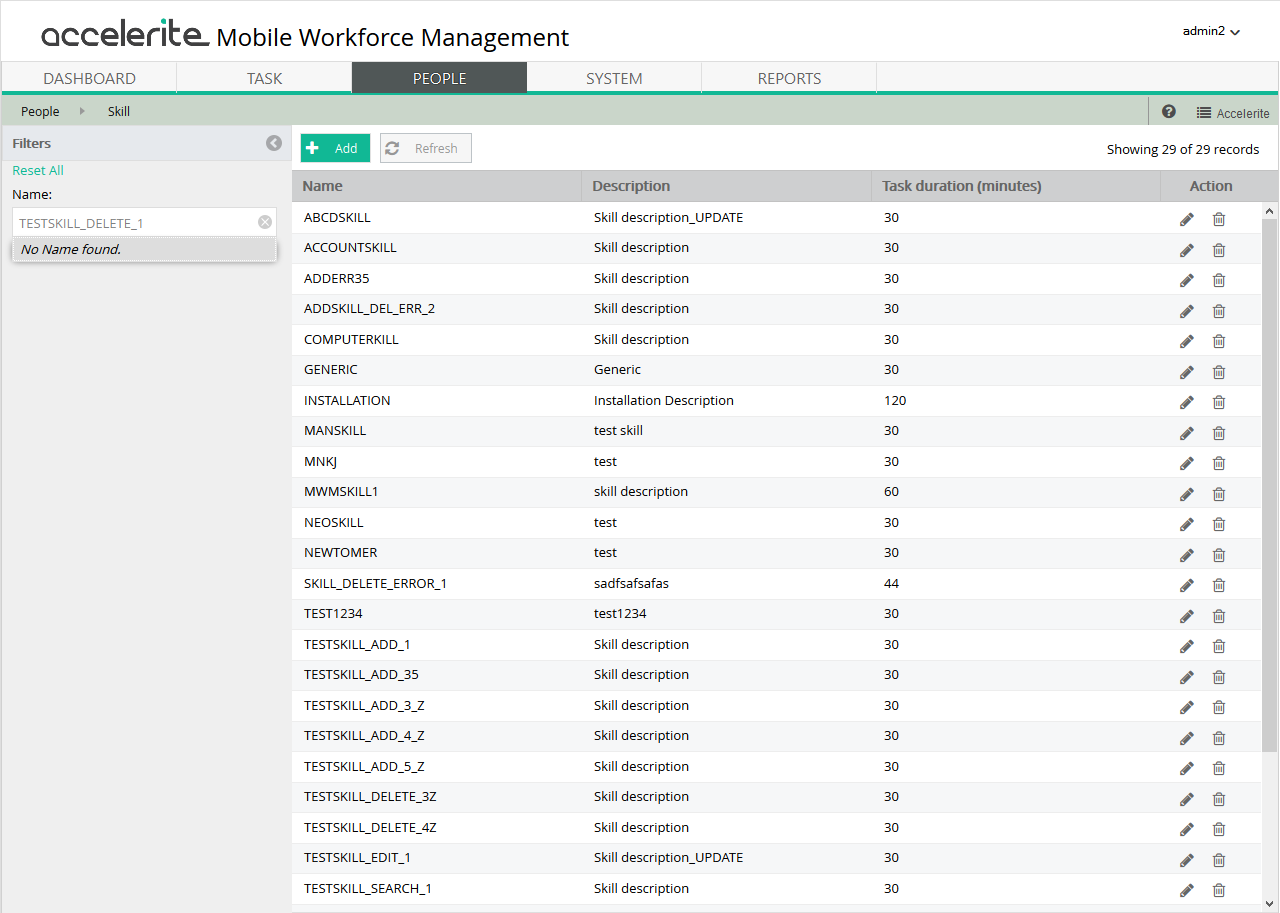 accelerite Mobile Workforce Management
admin2
DASHBOARD TASK PEOPLE SYSTEM REPORTS
People Skill
Accelerite
Filters
Reset All
Name:
TESTSKILL_DELETE_1
No Name found.
Add Refresh
Showing 29 of 29 records
Name Description Task duration (minutes) Action
ABCDSKILL Skill description_UPDATE 30
ACCOUNTSKILL Skill description 30
ADDERR35 Skill description 30
ADDSKILL_DEL_ERR_2 Skill description 30
COMPUTERKILL Skill description 30
GENERIC Generic 30
INSTALLATION Installation Description 120
MANSKILL test skill 30
MNKJ test 30
MWMSKILL1 skill description 60
NEOSKILL test 30
NEWTOMER test 30
SKILL_DELETE_ERROR_1 sadfsafsafas 44
TEST1234 test1234 30
TESTSKILL_ADD_1 Skill description 30
TESTSKILL_ADD_35 Skill description 30
TESTSKILL_ADD_3_Z Skill description 30
TESTSKILL_ADD_4_Z Skill description 30
TESTSKILL_ADD_5_Z Skill description 30
TESTSKILL_DELETE_3Z Skill description 30
TESTSKILL_DELETE_4Z Skill description 30
TESTSKILL_EDIT_1 Skill description_UPDATE 30
TESTSKILL_SEARCH_1 Skill description 30